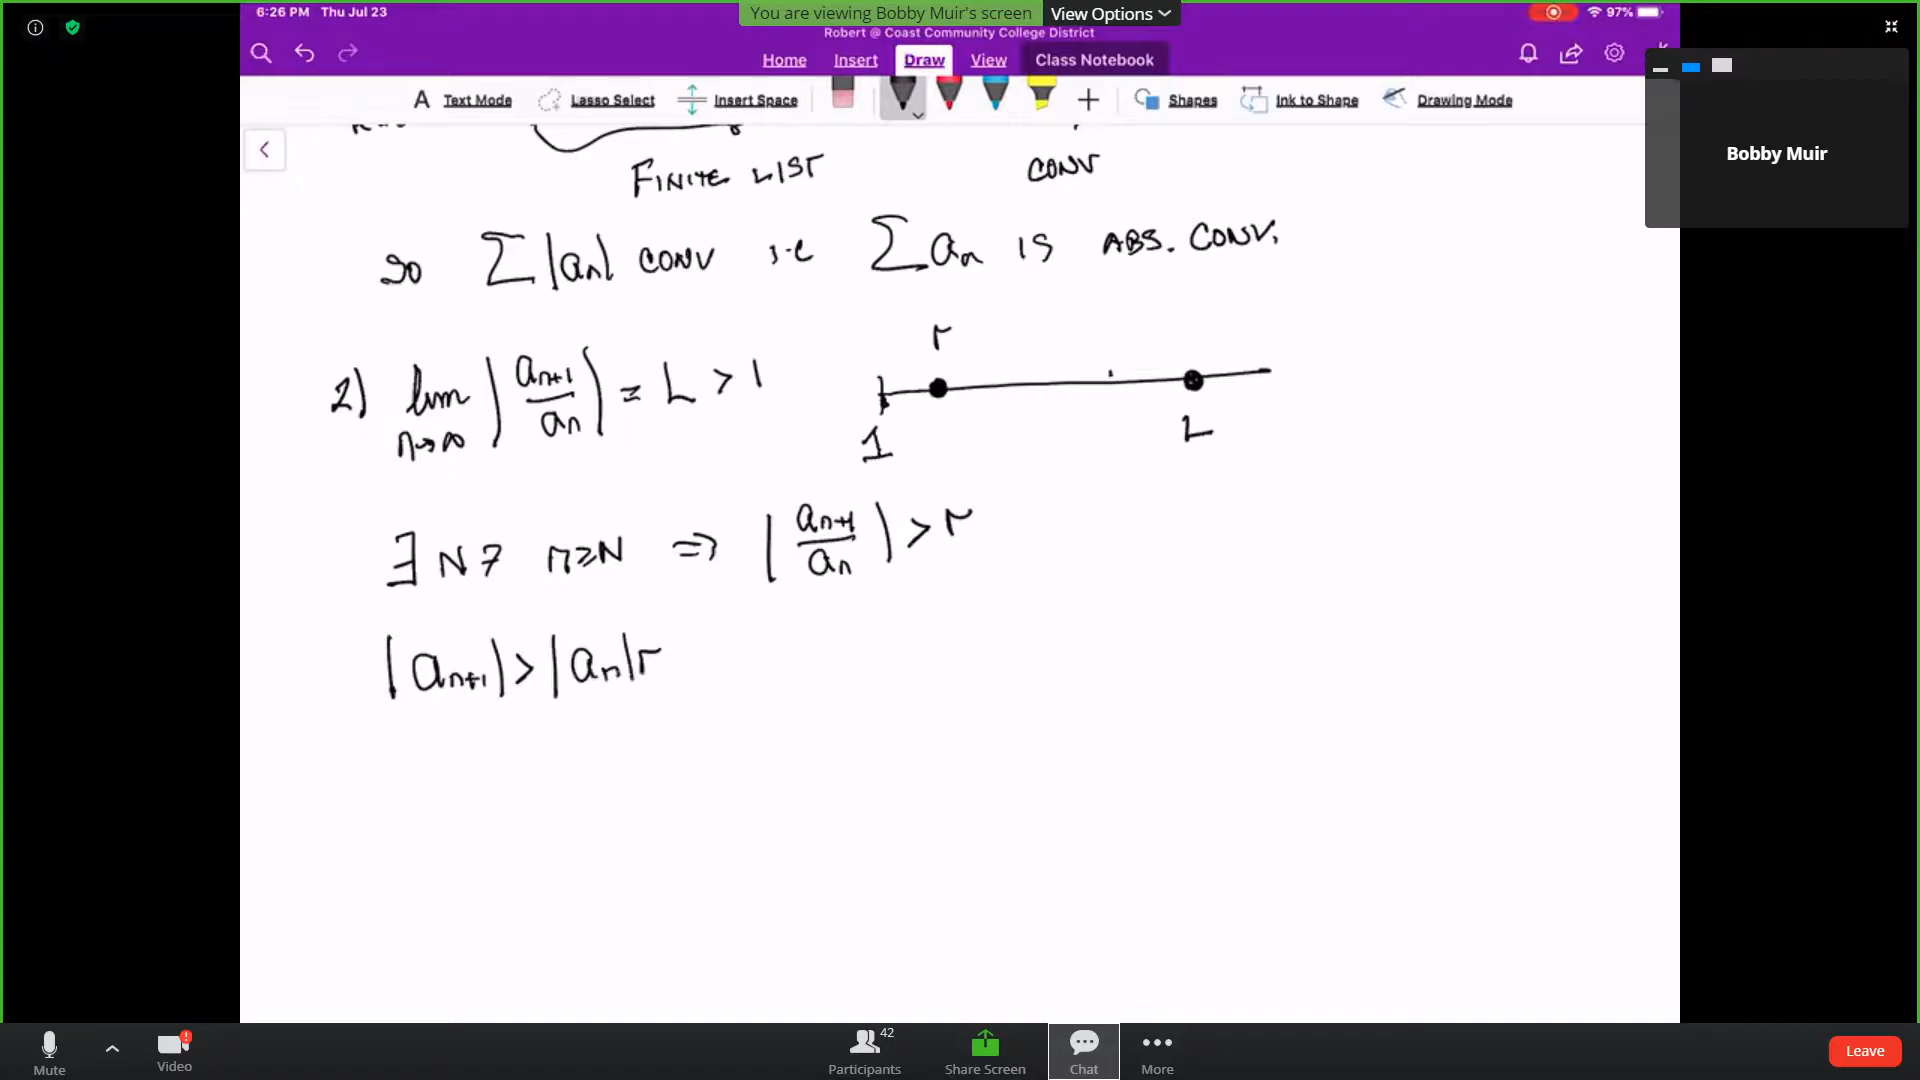 6:26 PM Thu Jul 23
You are viewing Bobby Muir's screen
View Options
97%
Robert @ Coast Community College District
Home Insert Draw View Class Notebook
A Text Mode Lasso Select Insert Space Shapes Ink to Shape Drawing Mode
Bobby Muir
FINITE LIST CONV
so ∑|aₙ| CONV i.e ∑aₙ IS ABS. CONV.
r
2) lim n→∞ |aₙ₊₁/aₙ| = L > 1
1 L
∃ N ∋ n≥N ⇒ |aₙ₊₁/aₙ| > r
|aₙ₊₁| > |aₙ|r
Mute Video 42 Participants Share Screen Chat More Leave